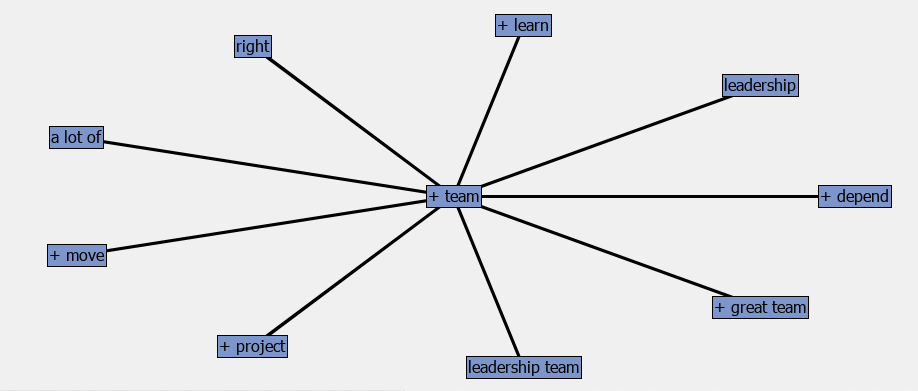 + learn
right
leadership
a lot of
+ team
+ depend
+ move
+ great team
+ project
leadership team